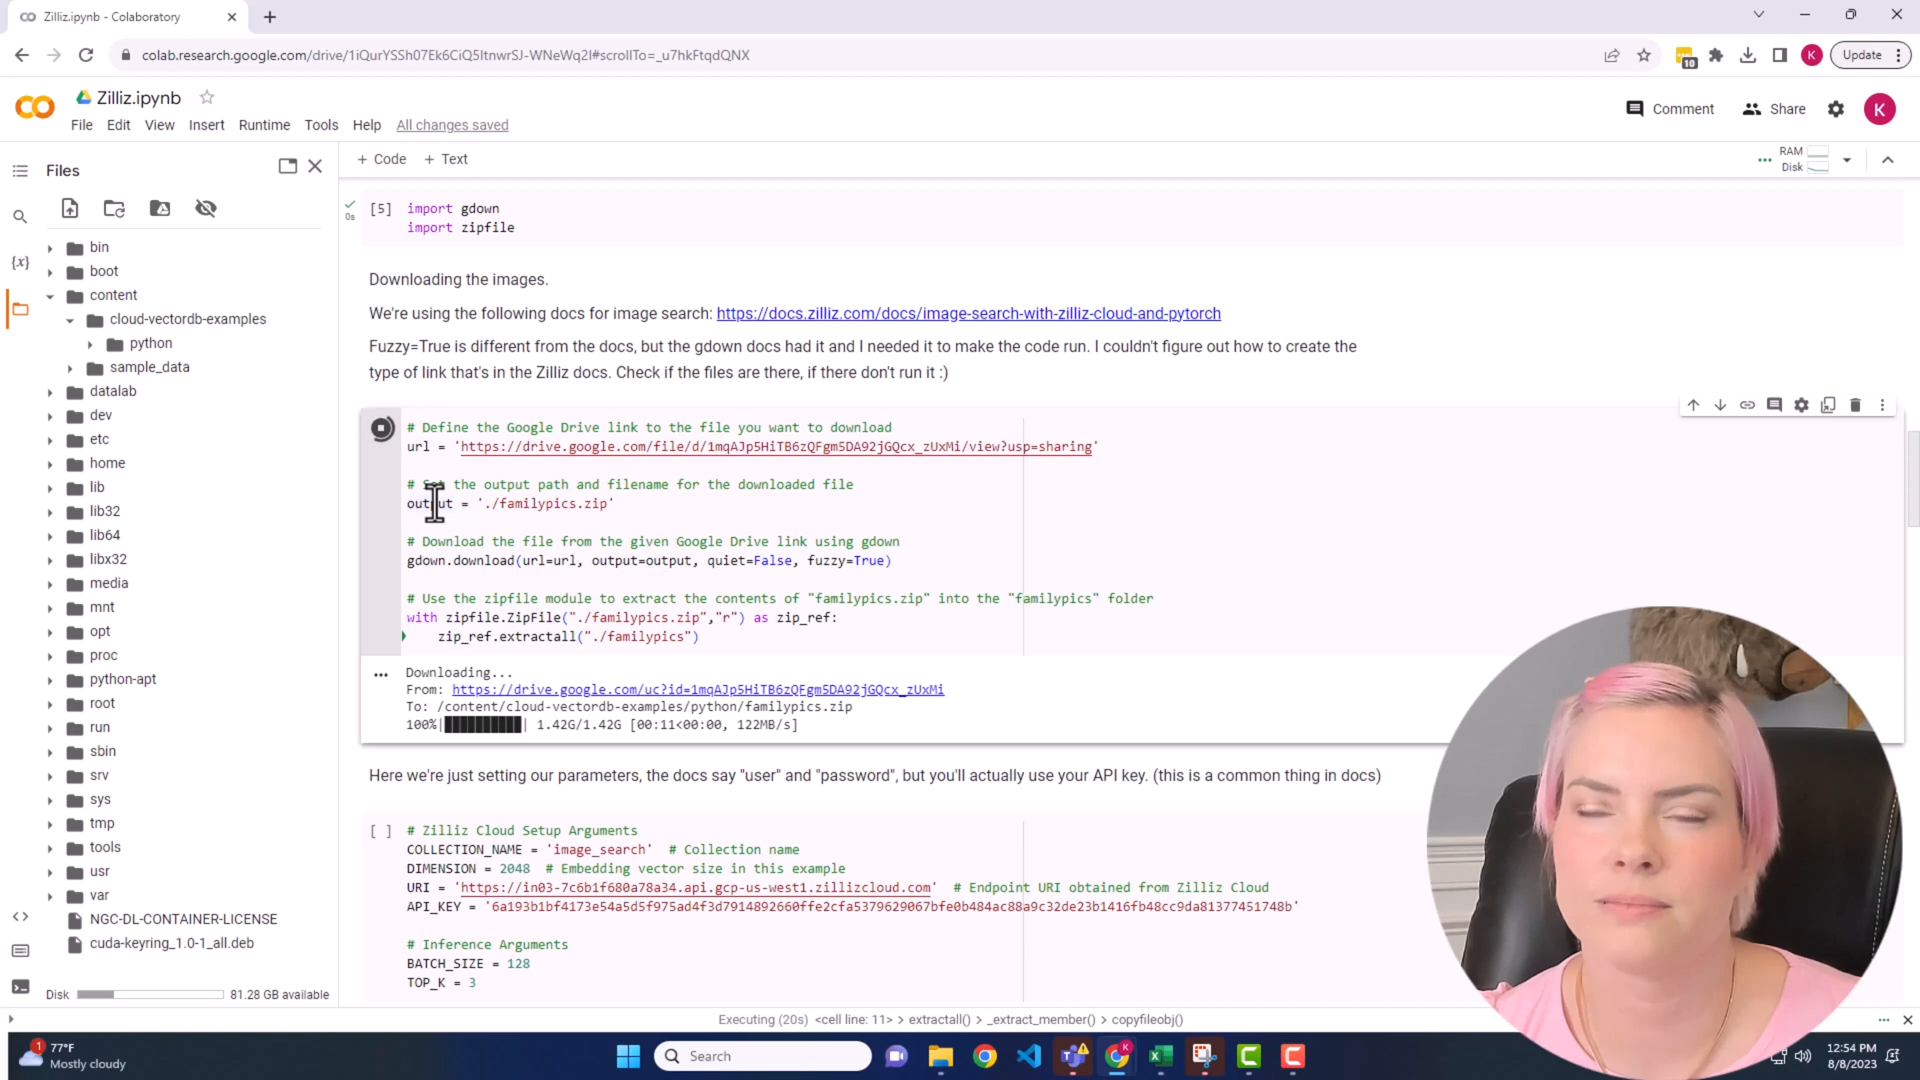 Zilliz.ipynb - Colaboratory
colab.research.google.com/drive/1iQurYSSh07Ek6CiQ5ItnwrSJ-WNeWq2I#scrollTo=_u7hkFtqdQNX
10
K
Update
CO
Zilliz.ipynb
Comment
Share
K
File Edit View Insert Runtime Tools Help All changes saved
Files
+ Code + Text
RAM
Disk
{x}
bin
boot
content
cloud-vectordb-examples
python
sample_data
datalab
dev
etc
home
lib
lib32
lib64
libx32
media
mnt
opt
proc
python-apt
root
run
sbin
srv
sys
tmp
tools
usr
var
NGC-DL-CONTAINER-LICENSE
cuda-keyring_1.0-1_all.deb
Disk 81.28 GB available
0s
[5] import gdown
import zipfile
Downloading the images.
We're using the following docs for image search: https://docs.zilliz.com/docs/image-search-with-zilliz-cloud-and-pytorch
Fuzzy=True is different from the docs, but the gdown docs had it and I needed it to make the code run. I couldn't figure out how to create the
type of link that's in the Zilliz docs. Check if the files are there, if there don't run it :)
# Define the Google Drive link to the file you want to download
url = 'https://drive.google.com/file/d/1mqAJp5HiTB6zQFgm5DA92jGQcx_zUxMi/view?usp=sharing'
# Set the output path and filename for the downloaded file
output = './familypics.zip'
# Download the file from the given Google Drive link using gdown
gdown.download(url=url, output=output, quiet=False, fuzzy=True)
# Use the zipfile module to extract the contents of "familypics.zip" into the "familypics" folder
with zipfile.ZipFile("./familypics.zip","r") as zip_ref:
zip_ref.extractall("./familypics")
Downloading...
From: https://drive.google.com/uc?id=1mqAJp5HiTB6zQFgm5DA92jGQcx_zUxMi
To: /content/cloud-vectordb-examples/python/familypics.zip
100%|██████████| 1.42G/1.42G [00:11<00:00, 122MB/s]
Here we're just setting our parameters, the docs say "user" and "password", but you'll actually use your API key. (this is a common thing in docs)
[ ] # Zilliz Cloud Setup Arguments
COLLECTION_NAME = 'image_search' # Collection name
DIMENSION = 2048 # Embedding vector size in this example
URI = 'https://in03-7c6b1f680a78a34.api.gcp-us-west1.zillizcloud.com' # Endpoint URI obtained from Zilliz Cloud
API_KEY = '6a193b1bf4173e54a5d5f975ad4f3d7914892660ffe2cfa5379629067bfe0b484ac88a9c32de23b1416fb48cc9da81377451748b'
# Inference Arguments
BATCH_SIZE = 128
TOP_K = 3
Executing (20s) <cell line: 11> > extractall() > _extract_member() > copyfileobj()
1
77°F
Mostly cloudy
Search
K
12:54 PM
8/8/2023